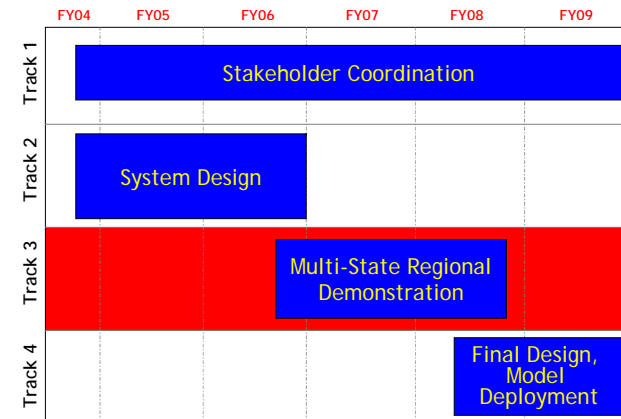 FY04 FY05 FY06 FY07 FY08 FY09
Track 1
Stakeholder Coordination
Track 2
System Design
Track 3
Multi-State Regional
Demonstration
Track 4
Final Design,
Model
Deployment